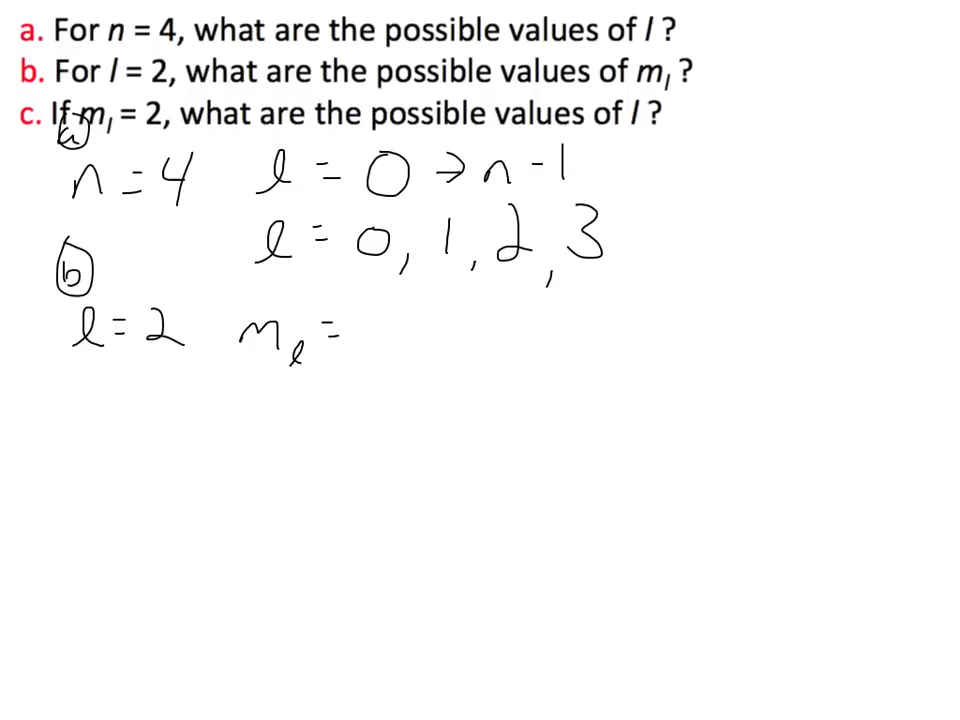 a. For n = 4, what are the possible values of l ?
b. For l = 2, what are the possible values of mₗ ?
c. If mₗ = 2, what are the possible values of l ?
a
n = 4 l = 0 → n - 1
l = 0, 1, 2, 3
b
l = 2 mₗ =